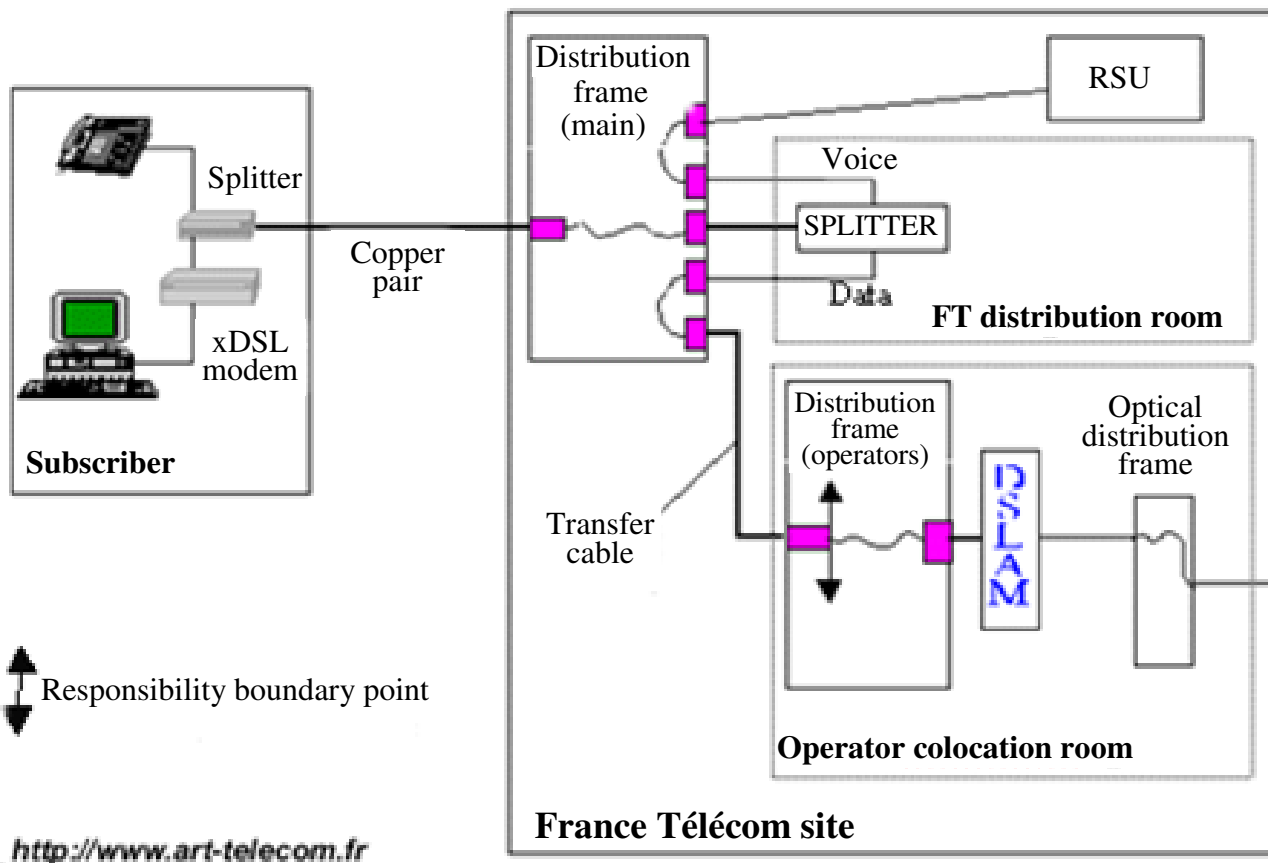 Distribution
frame
(main)
RSU
Voice
Splitter
SPLITTER
Copper
pair
Data
FT distribution room
xDSL
modem
Subscriber
Distribution
frame
(operators)
Optical
distribution
frame
DSLAM
Transfer
cable
Responsibility boundary point
Operator colocation room
France Télécom site
http://www.art-telecom.fr